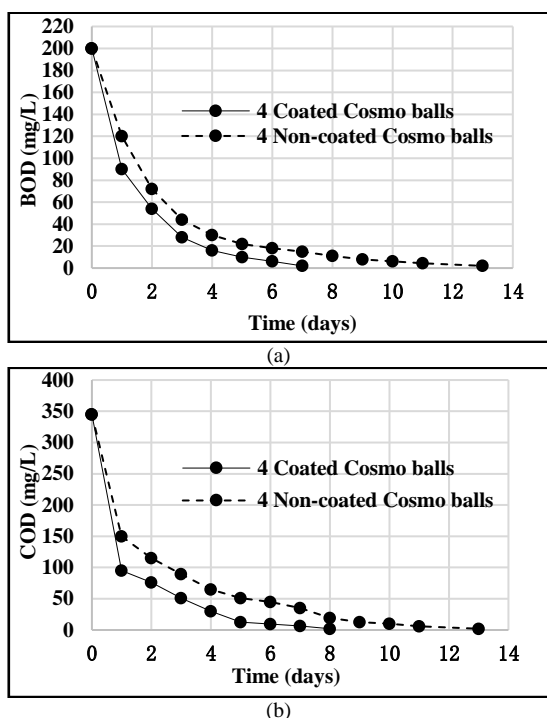 220
200
180
160
140
120
100
80
60
40
20
0
BOD (mg/L)
4 Coated Cosmo balls
4 Non-coated Cosmo balls
0 2 4 6 8 10 12 14
Time (days)
(a)
400
350
300
250
200
150
100
50
0
COD (mg/L)
4 Coated Cosmo balls
4 Non-coated Cosmo balls
0 2 4 6 8 10 12 14
Time (days)
(b)